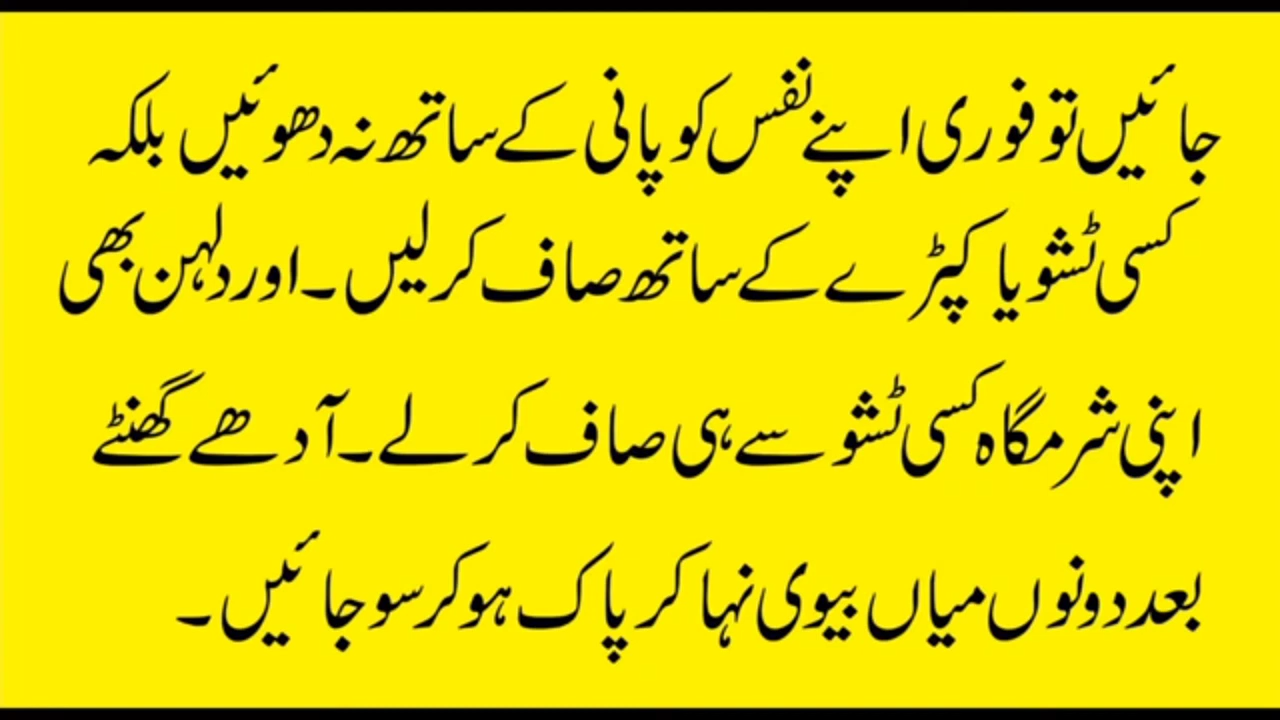 جائیں تو فوری اپنے نفس کو پانی کے ساتھ نہ دھوئیں بلکہ
کسی ٹشو یا کپڑے کے ساتھ صاف کر لیں۔ اور دلہن بھی
اپنی شرمگاہ کسی ٹشو سے ہی صاف کر لے۔ آدھے گھنٹے
بعد دونوں میاں بیوی نہا کر پاک ہو کر سو جائیں۔